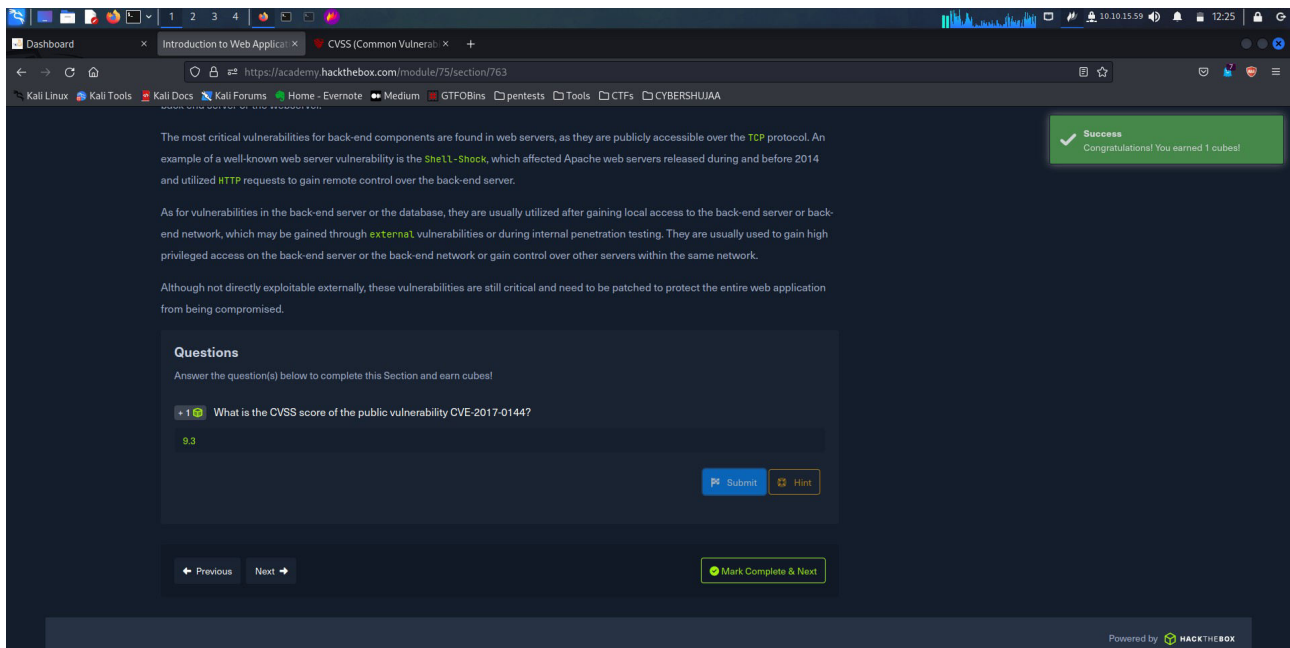 1 2 3 4 10.10.15.59 12:25
Dashboard × Introduction to Web Applicat × CVSS (Common Vulnerab × +
https://academy.hackthebox.com/module/75/section/763
Kali Linux Kali Tools Kali Docs Kali Forums Home - Evernote Medium GTFOBins pentests Tools CTFs CYBERSHUJAA
back end server or the webserver.
The most critical vulnerabilities for back-end components are found in web servers, as they are publicly accessible over the TCP protocol. An
example of a well-known web server vulnerability is the Shell-Shock, which affected Apache web servers released during and before 2014
and utilized HTTP requests to gain remote control over the back-end server.
As for vulnerabilities in the back-end server or the database, they are usually utilized after gaining local access to the back-end server or back-
end network, which may be gained through external vulnerabilities or during internal penetration testing. They are usually used to gain high
privileged access on the back-end server or the back-end network or gain control over other servers within the same network.
Although not directly exploitable externally, these vulnerabilities are still critical and need to be patched to protect the entire web application
from being compromised.
Success
Congratulations! You earned 1 cubes!
Questions
Answer the question(s) below to complete this Section and earn cubes!
+ 1 What is the CVSS score of the public vulnerability CVE-2017-0144?
9.3
Submit Hint
Previous Next Mark Complete & Next
Powered by HACKTHEBOX